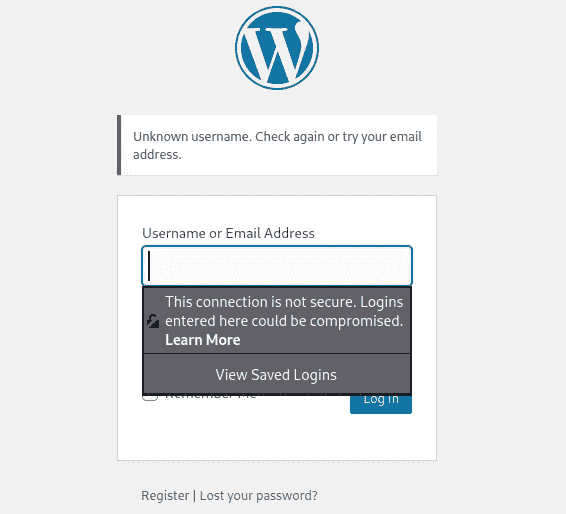 Unknown username. Check again or try your email
address.
Username or Email Address
This connection is not secure. Logins
entered here could be compromised.
Learn More
View Saved Logins
Remember Me
Log In
Register | Lost your password?